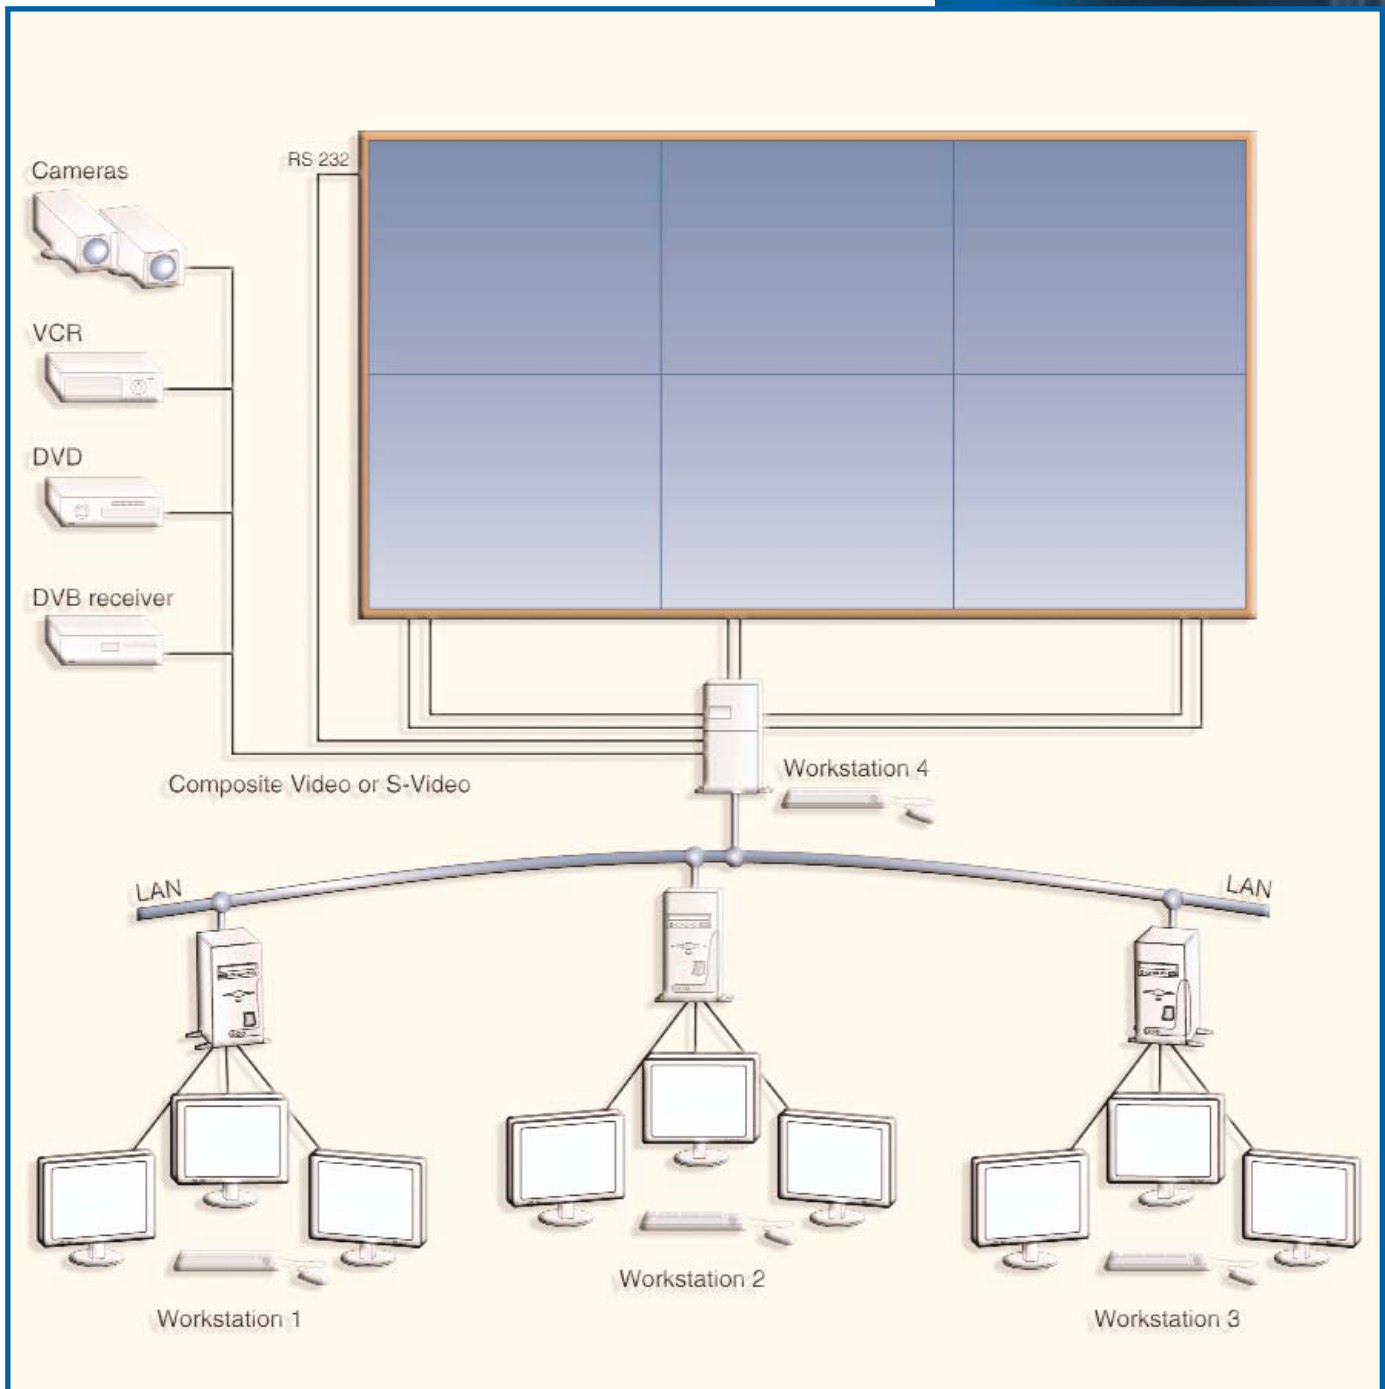 RS 232
Cameras
VCR
DVD
DVB receiver
Composite Video or S-Video
Workstation 4
LAN
LAN
Workstation 1
Workstation 2
Workstation 3